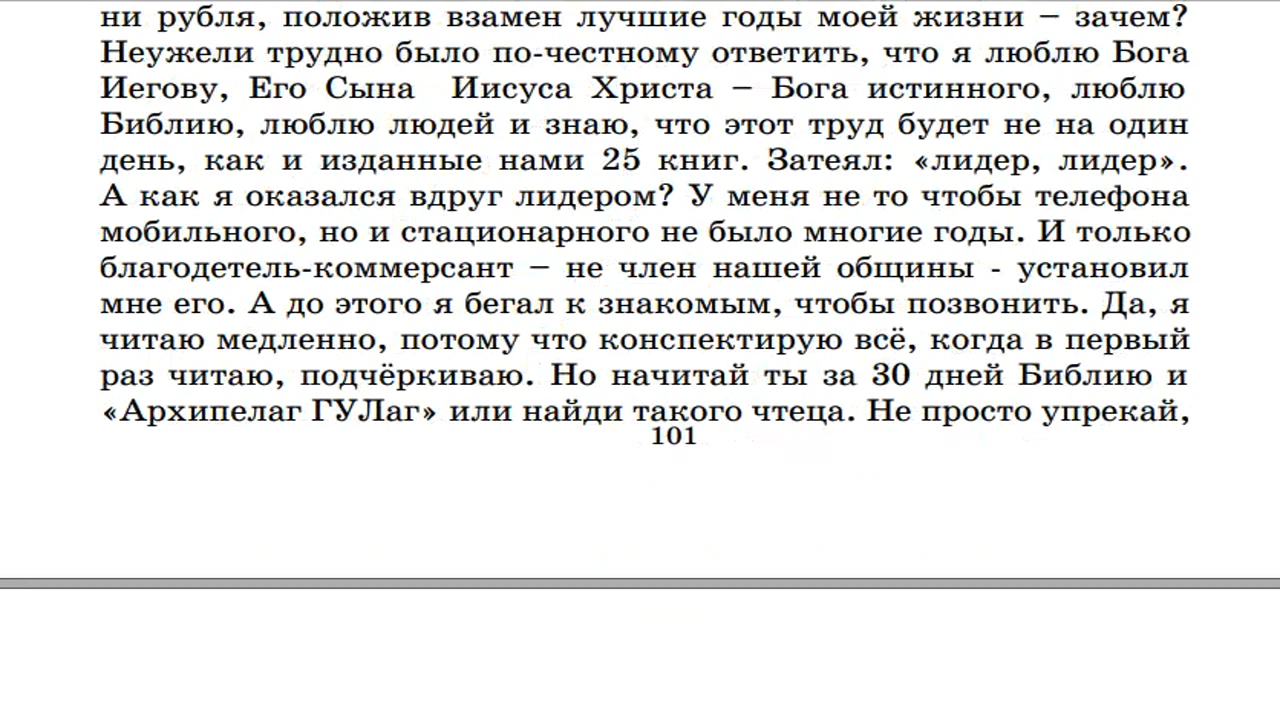 ни рубля, положив взамен лучшие годы моей жизни – зачем?
Неужели трудно было по-честному ответить, что я люблю Бога
Иегову, Его Сына Иисуса Христа – Бога истинного, люблю
Библию, люблю людей и знаю, что этот труд будет не на один
день, как и изданные нами 25 книг. Затеял: «лидер, лидер».
А как я оказался вдруг лидером? У меня не то чтобы телефона
мобильного, но и стационарного не было многие годы. И только
благодетель-коммерсант – не член нашей общины - установил
мне его. А до этого я бегал к знакомым, чтобы позвонить. Да, я
читаю медленно, потому что конспектирую всё, когда в первый
раз читаю, подчёркиваю. Но начитай ты за 30 дней Библию и
«Архипелаг ГУЛаг» или найди такого чтеца. Не просто упрекай,
101